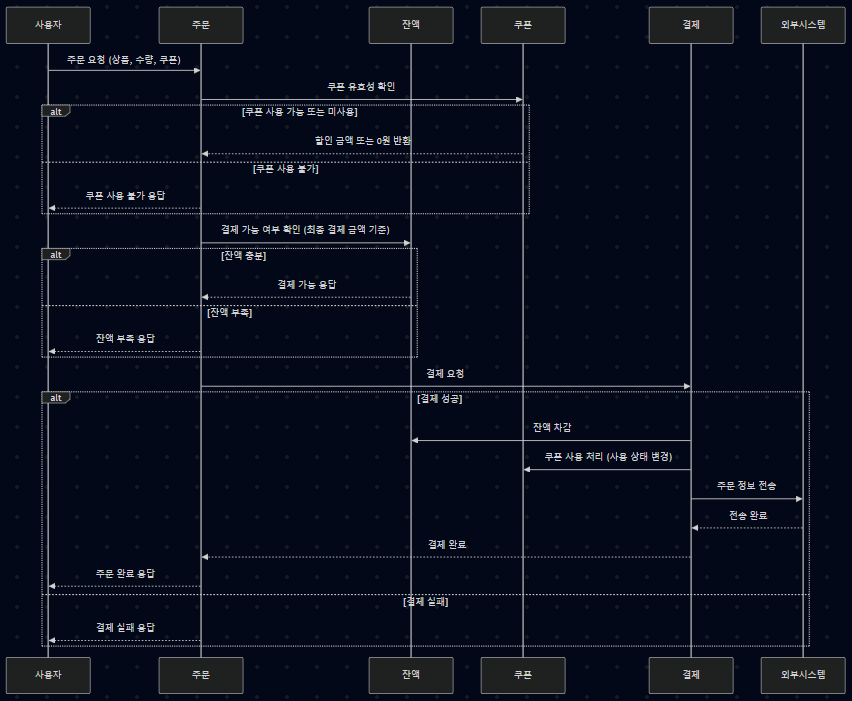 사용자
주문
잔액
쿠폰
결제
외부시스템
주문 요청 (상품, 수량, 쿠폰)
쿠폰 유효성 확인
alt
[쿠폰 사용 가능 또는 미사용]
할인 금액 또는 0원 반환
[쿠폰 사용 불가]
쿠폰 사용 불가 응답
결제 가능 여부 확인 (최종 결제 금액 기준)
alt
[잔액 충분]
결제 가능 응답
[잔액 부족]
잔액 부족 응답
결제 요청
alt
[결제 성공]
잔액 차감
쿠폰 사용 처리 (사용 상태 변경)
주문 정보 전송
전송 완료
결제 완료
주문 완료 응답
[결제 실패]
결제 실패 응답
사용자
주문
잔액
쿠폰
결제
외부시스템